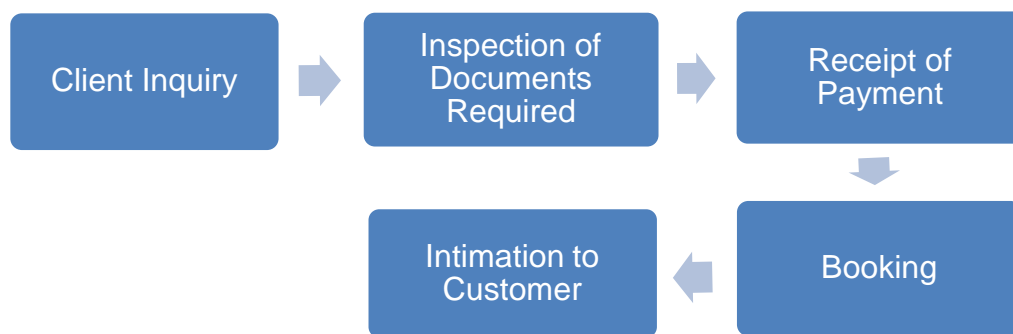 Client Inquiry
Inspection of
Documents
Required
Receipt of
Payment
Booking
Intimation to
Customer